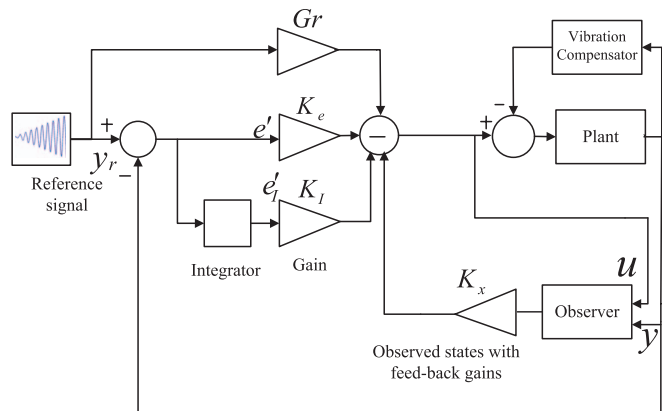 Gr
Vibration
Compensator
−
+
K_e
e'
+
−
Plant
y_r
−
Reference
signal
e'_I
K_I
Integrator
Gain
K_x
u
Observer
y
Observed states with
feed-back gains